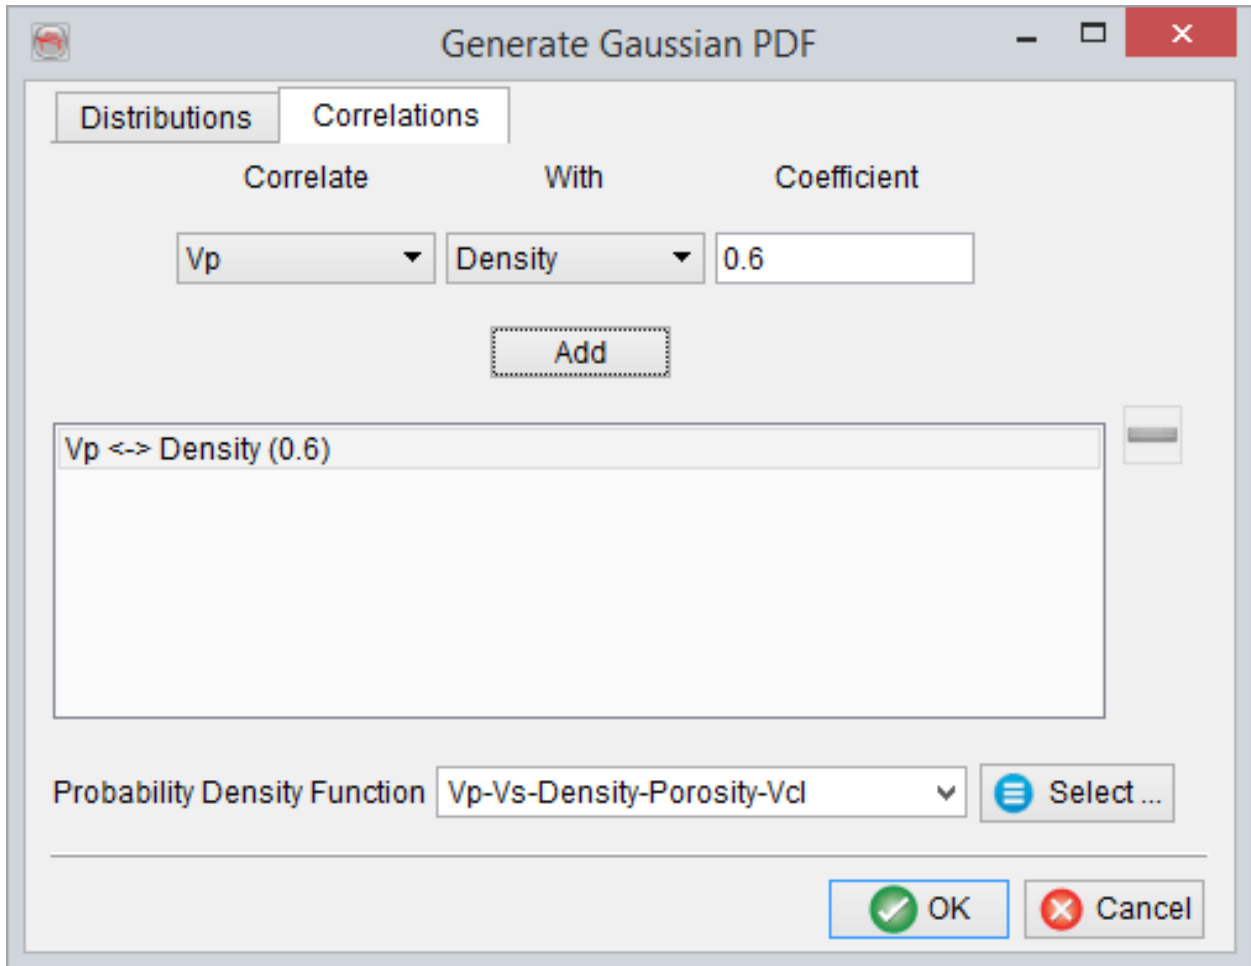 Generate Gaussian PDF
Distributions Correlations
Correlate With Coefficient
Vp Density 0.6
Add
Vp <-> Density (0.6)
Probability Density Function Vp-Vs-Density-Porosity-Vcl Select ...
OK Cancel